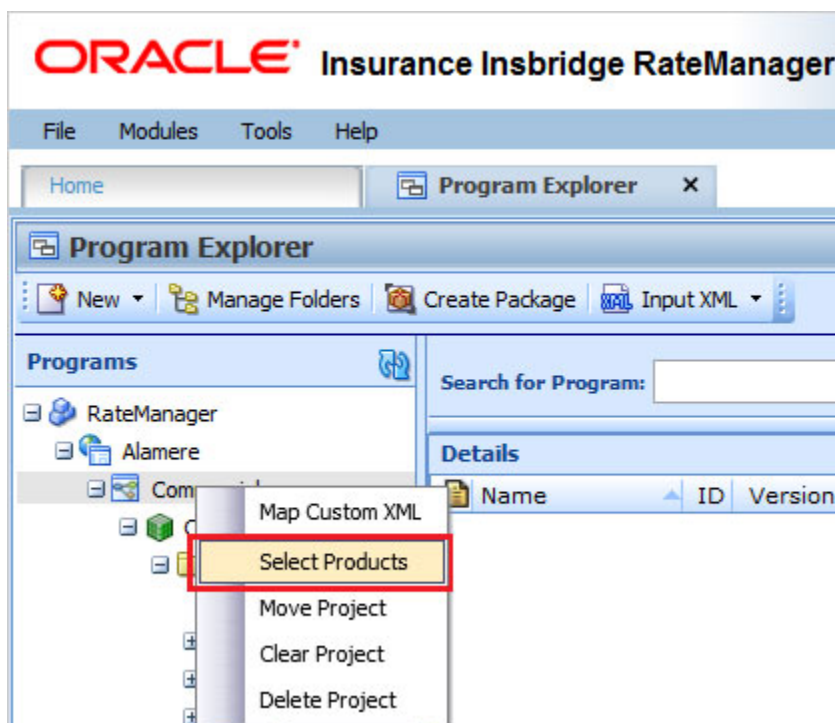 ORACLE Insurance Insbridge RateManager
File Modules Tools Help
Home Program Explorer ×
Program Explorer
New Manage Folders Create Package XML Input XML
Programs
Search for Program:
RateManager
Alamere
Details
Name ID Version
Map Custom XML
Select Products
Move Project
Clear Project
Delete Project